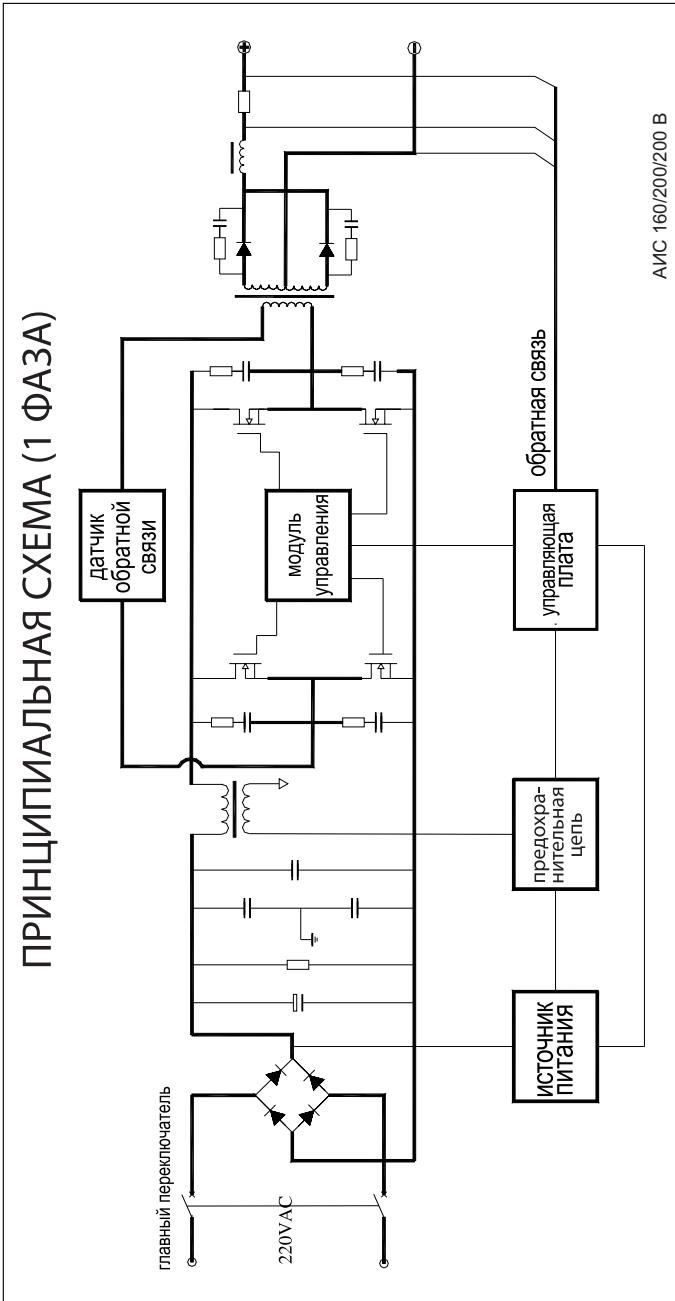 ПРИНЦИПИАЛЬНАЯ СХЕМА (1 ФАЗА)
главный переключатель
220VAC
датчик
обратной
связи
модуль
управления
источник
питания
предохра-
нительная
цепь
управляющая
плата
обратная связь
АИС 160/200/200 В